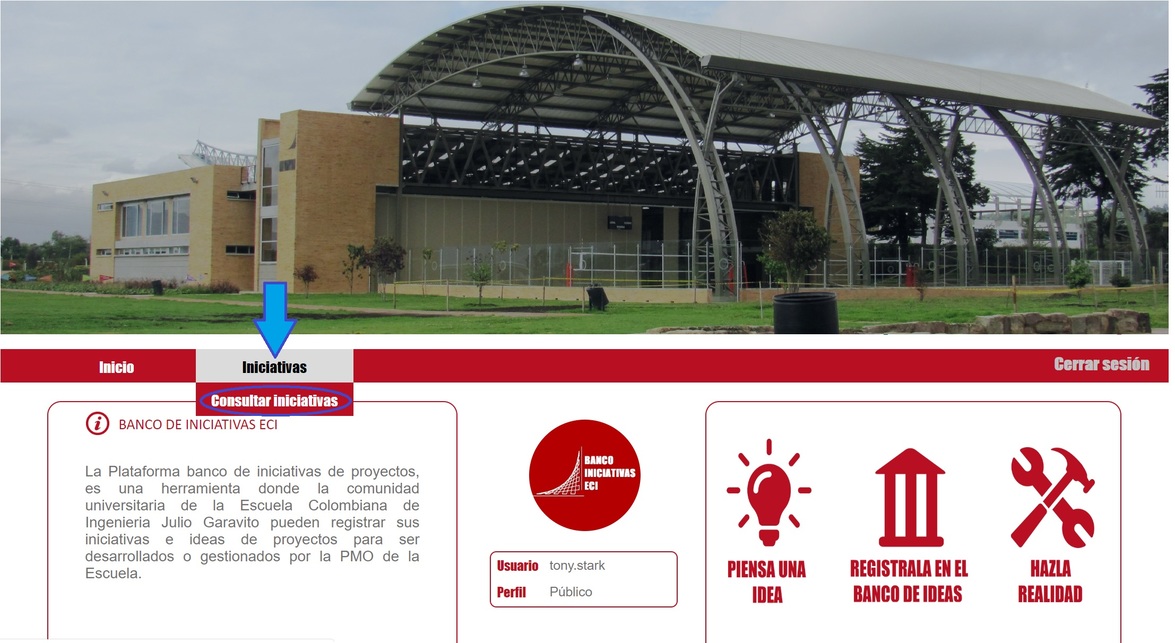 Inicio
Iniciativas
Cerrar sesión
Consultar iniciativas
BANCO DE INICIATIVAS ECI
La Plataforma banco de iniciativas de proyectos,
es una herramienta donde la comunidad
universitaria de la Escuela Colombiana de
Ingenieria Julio Garavito pueden registrar sus
iniciativas e ideas de proyectos para ser
desarrollados o gestionados por la PMO de la
Escuela.
BANCO
INICIATIVAS
ECI
Usuario tony.stark
Perfil Público
PIENSA UNA
IDEA
REGISTRALA EN EL
BANCO DE IDEAS
HAZLA
REALIDAD